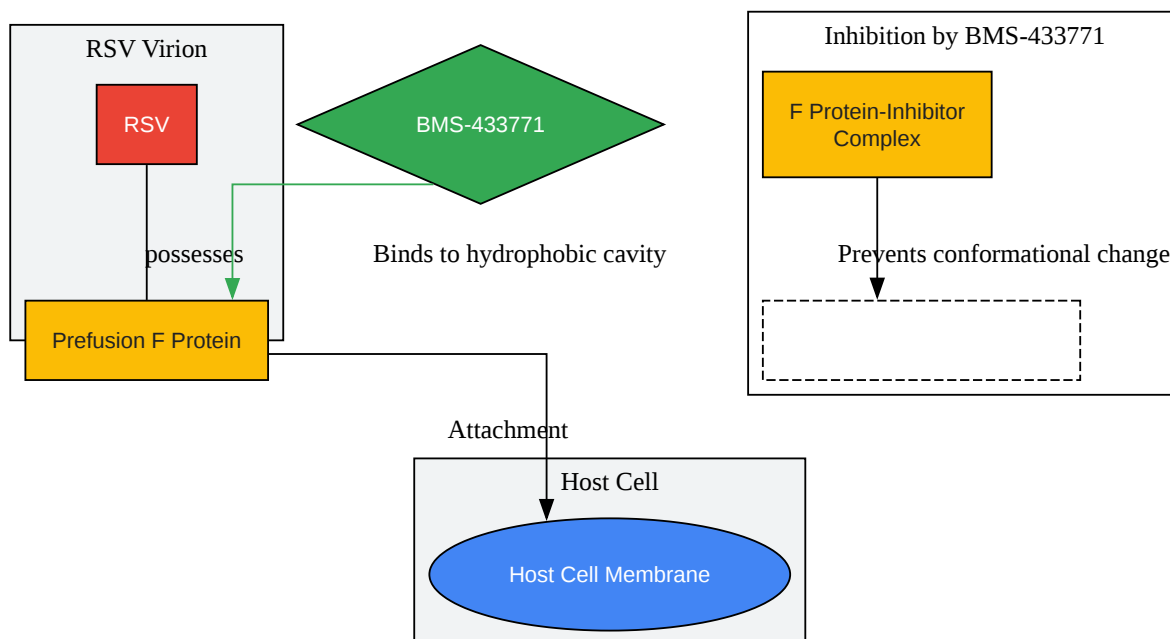 RSV Virion
RSV
possesses
Prefusion F Protein
BMS-433771
Binds to hydrophobic cavity
Attachment
Host Cell
Host Cell Membrane
Inhibition by BMS-433771
F Protein-Inhibitor
Complex
Prevents conformational change